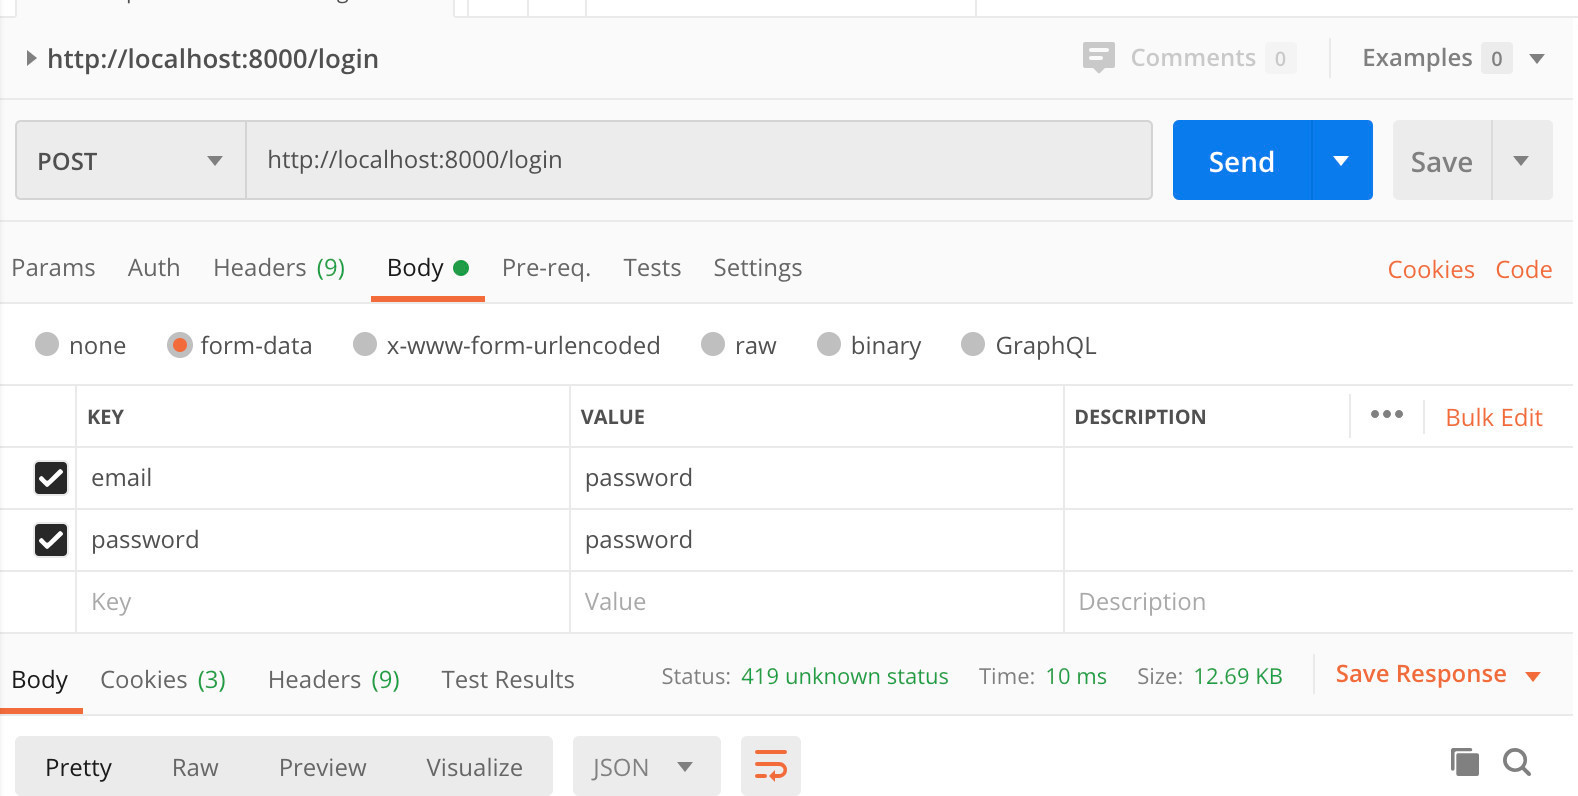 http://localhost:8000/login
Comments 0
Examples 0
POST
http://localhost:8000/login
Send
Save
Params Auth Headers (9) Body Pre-req. Tests Settings
Cookies Code
none form-data x-www-form-urlencoded raw binary GraphQL
KEY VALUE DESCRIPTION ••• Bulk Edit
email password
password password
Key Value Description
Body Cookies (3) Headers (9) Test Results Status: 419 unknown status Time: 10 ms Size: 12.69 KB Save Response
Pretty Raw Preview Visualize JSON